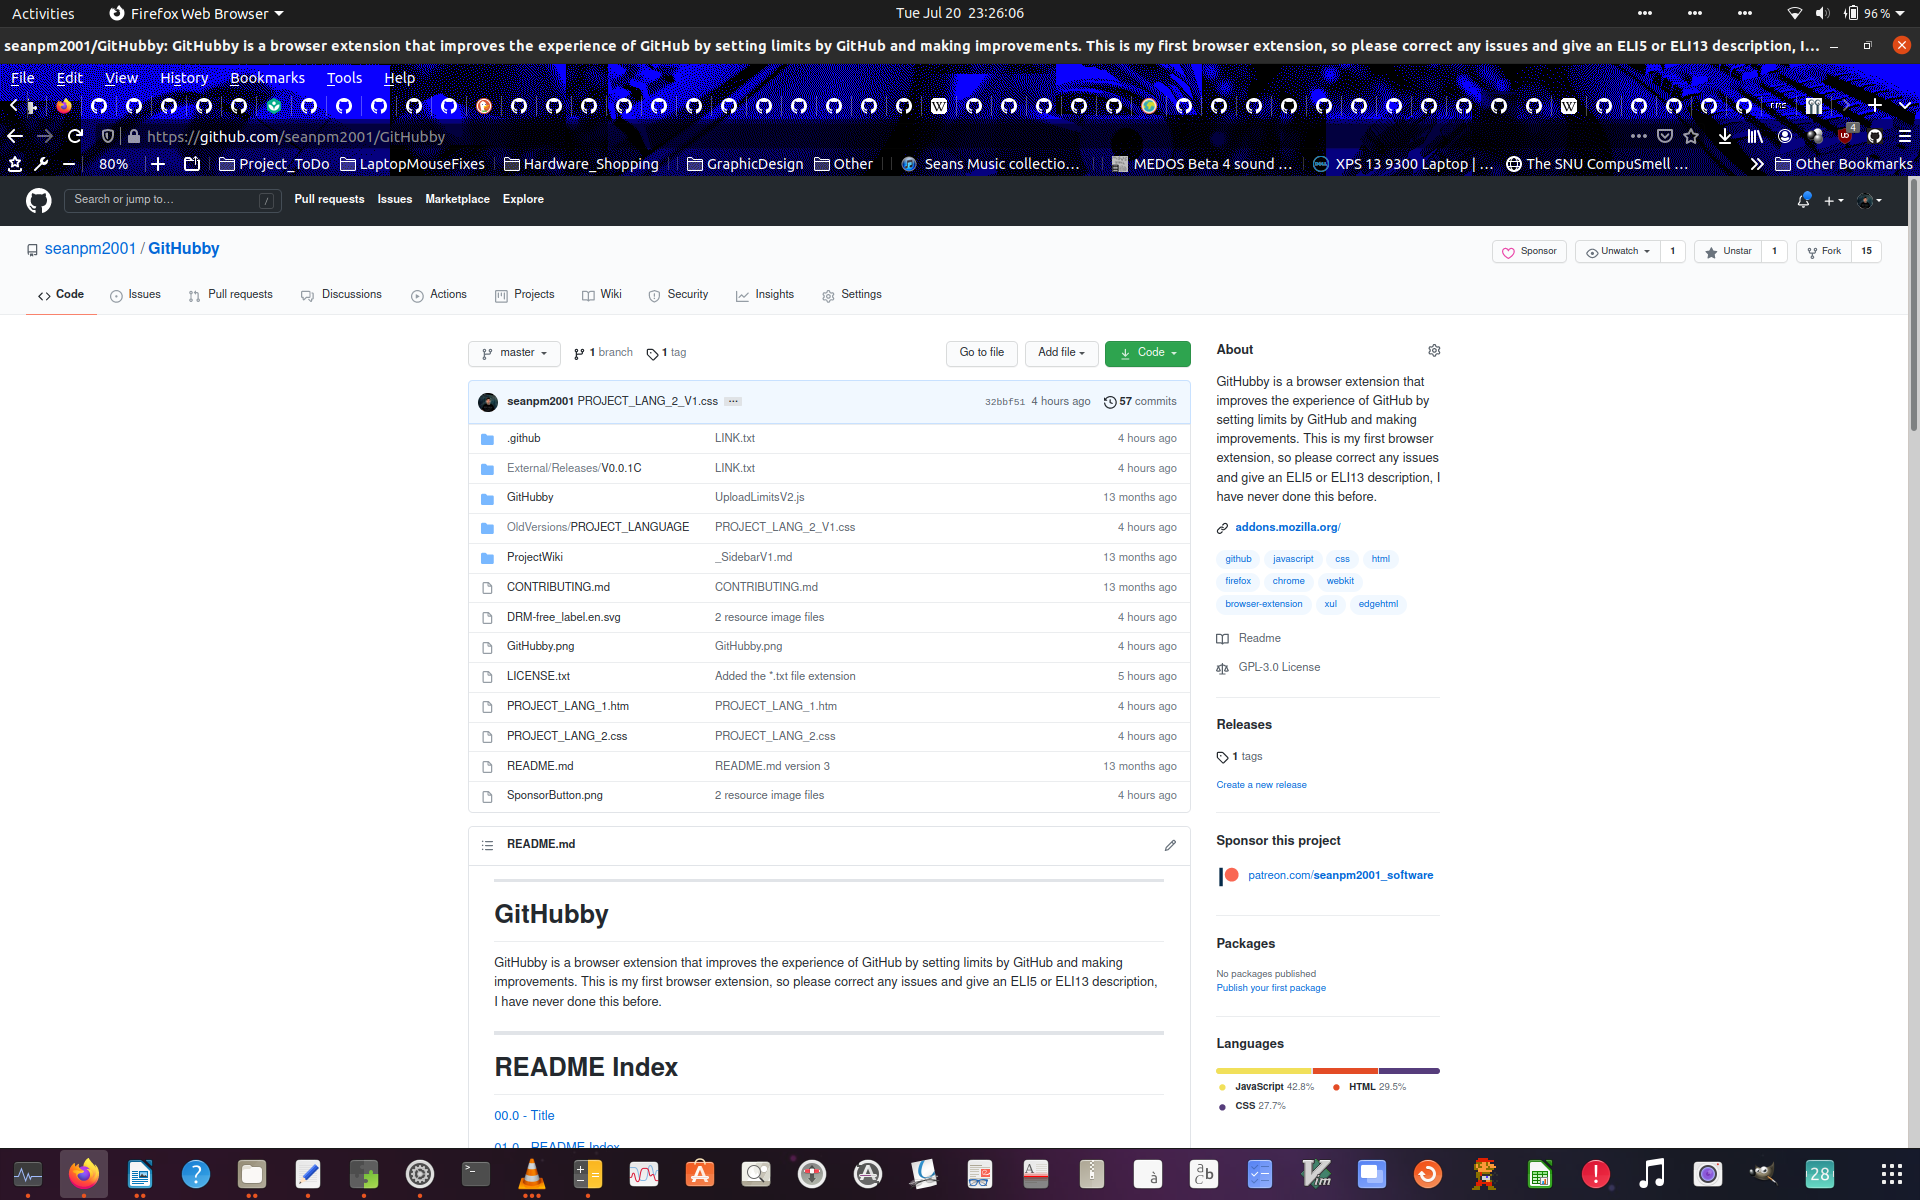 Activities
Firefox Web Browser
Tue Jul 20 23:26:06
96 %
seanpm2001/GitHubby: GitHubby is a browser extension that improves the experience of GitHub by setting limits by GitHub and making improvements. This is my first browser extension, so please correct any issues and give an ELI5 or ELI13 description, I...
File Edit View History Bookmarks Tools Help
https://github.com/seanpm2001/GitHubby
4
80%
Project_ToDo
LaptopMouseFixes
Hardware_Shopping
GraphicDesign
Other
Seans Music collectio...
MEDOS Beta 4 sound ...
XPS 13 9300 Laptop | ...
The SNU CompuSmell ...
Other Bookmarks
Search or jump to...
/
Pull requests Issues Marketplace Explore
seanpm2001 / GitHubby
Sponsor
Unwatch 1
Unstar 1
Fork 15
Code
Issues
Pull requests
Discussions
Actions
Projects
Wiki
Security
Insights
Settings
master
1 branch
1 tag
Go to file
Add file
Code
seanpm2001 PROJECT_LANG_2_V1.css ...
32bbf51 4 hours ago
57 commits
.github LINK.txt 4 hours ago
External/Releases/V0.0.1C LINK.txt 4 hours ago
GitHubby UploadLimitsV2.js 13 months ago
OldVersions/PROJECT_LANGUAGE PROJECT_LANG_2_V1.css 4 hours ago
ProjectWiki _SidebarV1.md 13 months ago
CONTRIBUTING.md CONTRIBUTING.md 13 months ago
DRM-free_label.en.svg 2 resource image files 4 hours ago
GitHubby.png GitHubby.png 4 hours ago
LICENSE.txt Added the *.txt file extension 5 hours ago
PROJECT_LANG_1.htm PROJECT_LANG_1.htm 4 hours ago
PROJECT_LANG_2.css PROJECT_LANG_2.css 4 hours ago
README.md README.md version 3 13 months ago
SponsorButton.png 2 resource image files 4 hours ago
README.md
GitHubby
GitHubby is a browser extension that improves the experience of GitHub by setting limits by GitHub and making
improvements. This is my first browser extension, so please correct any issues and give an ELI5 or ELI13 description,
I have never done this before.
README Index
00.0 - Title
01.0 - README Index
About
GitHubby is a browser extension that
improves the experience of GitHub by
setting limits by GitHub and making
improvements. This is my first browser
extension, so please correct any issues
and give an ELI5 or ELI13 description, I
have never done this before.
addons.mozilla.org/
github javascript css html
firefox chrome webkit
browser-extension xul edgehtml
Readme
GPL-3.0 License
Releases
1 tags
Create a new release
Sponsor this project
patreon.com/seanpm2001_software
Packages
No packages published
Publish your first package
Languages
JavaScript 42.8% HTML 29.5%
CSS 27.7%
28